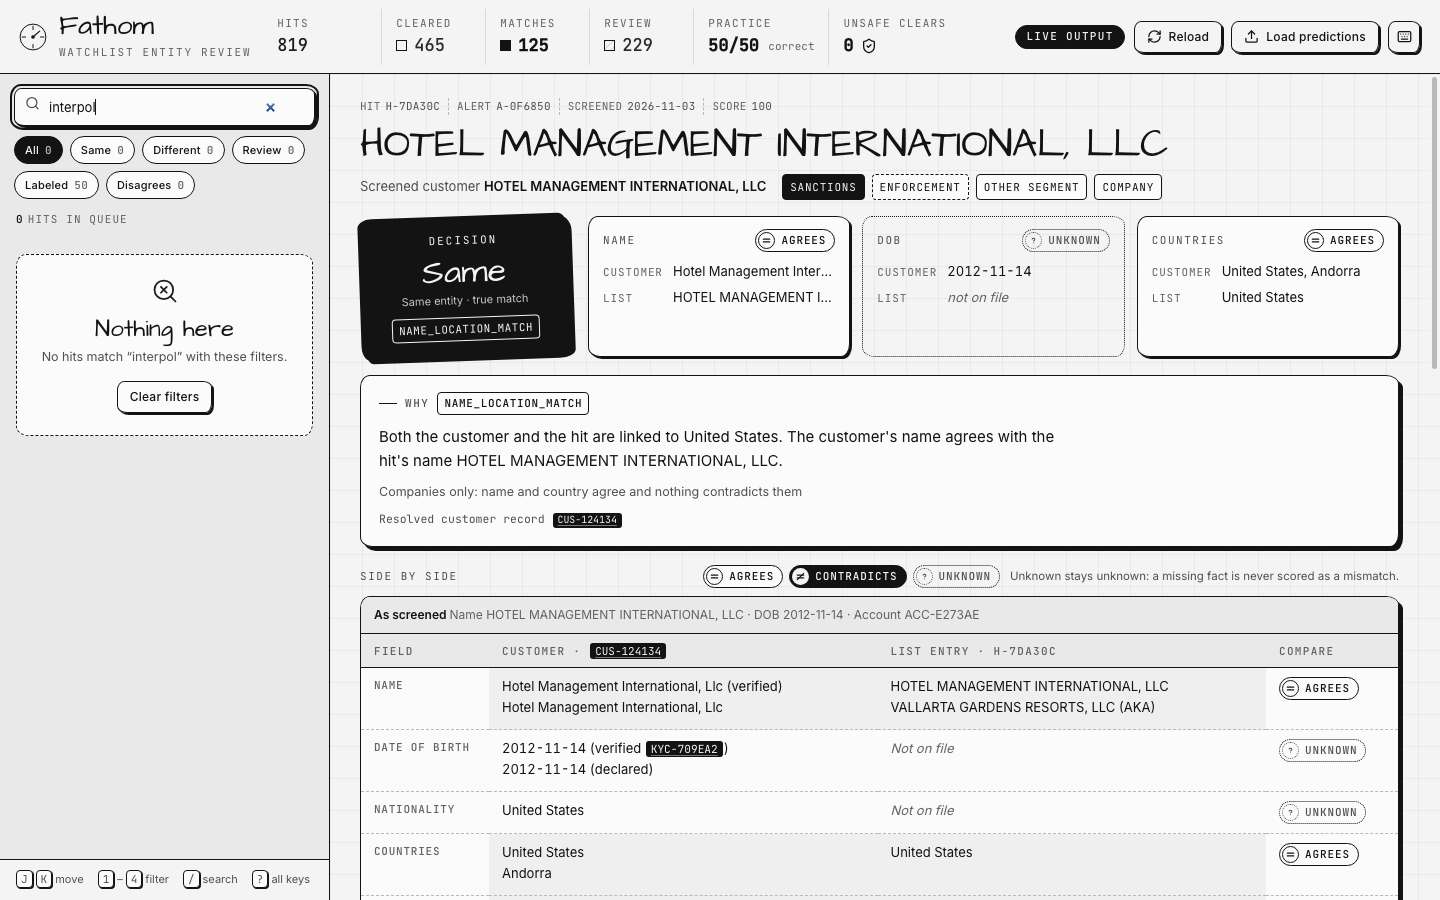 Fathom
WATCHLIST ENTITY REVIEW
HITS
819
CLEARED
465
MATCHES
125
REVIEW
229
PRACTICE
50/50 correct
UNSAFE CLEARS
0
LIVE OUTPUT
Reload
Load predictions
interpol
All 0
Same 0
Different 0
Review 0
Labeled 50
Disagrees 0
0 HITS IN QUEUE
Nothing here
No hits match “interpol” with these filters.
Clear filters
J K move 1 – 4 filter / search ? all keys
HIT H-7DA30C ALERT A-0F6850 SCREENED 2026-11-03 SCORE 100
HOTEL MANAGEMENT INTERNATIONAL, LLC
Screened customer HOTEL MANAGEMENT INTERNATIONAL, LLC SANCTIONS ENFORCEMENT OTHER SEGMENT COMPANY
DECISION
Same
Same entity · true match
NAME_LOCATION_MATCH
NAME = AGREES
CUSTOMER Hotel Management Inter...
LIST HOTEL MANAGEMENT I...
DOB ? UNKNOWN
CUSTOMER 2012-11-14
LIST not on file
COUNTRIES = AGREES
CUSTOMER United States, Andorra
LIST United States
WHY NAME_LOCATION_MATCH
Both the customer and the hit are linked to United States. The customer's name agrees with the
hit's name HOTEL MANAGEMENT INTERNATIONAL, LLC.
Companies only: name and country agree and nothing contradicts them
Resolved customer record CUS-124134
SIDE BY SIDE = AGREES ≠ CONTRADICTS ? UNKNOWN Unknown stays unknown: a missing fact is never scored as a mismatch.
As screened Name HOTEL MANAGEMENT INTERNATIONAL, LLC · DOB 2012-11-14 · Account ACC-E273AE
FIELD CUSTOMER · CUS-124134 LIST ENTRY · H-7DA30C COMPARE
NAME Hotel Management International, Llc (verified) HOTEL MANAGEMENT INTERNATIONAL, LLC = AGREES
Hotel Management International, Llc VALLARTA GARDENS RESORTS, LLC (AKA)
DATE OF BIRTH 2012-11-14 (verified KYC-709EA2) Not on file ? UNKNOWN
2012-11-14 (declared)
NATIONALITY United States Not on file ? UNKNOWN
COUNTRIES United States United States = AGREES
Andorra